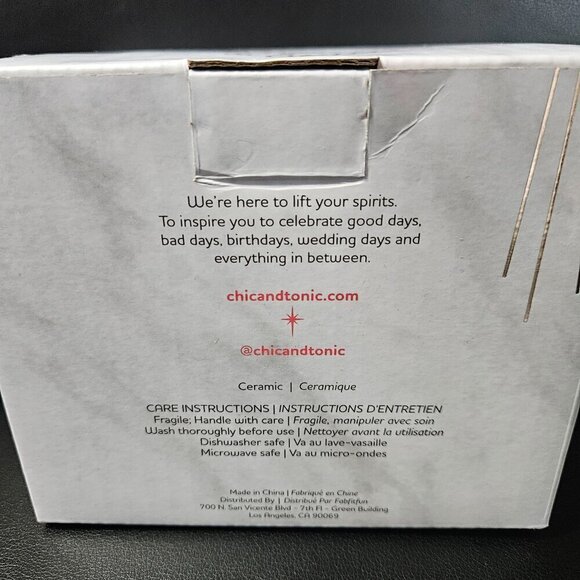 We're here to lift your spirits.
To inspire you to celebrate good days,
bad days, birthdays, wedding days and
everything in between.
chicandtonic.com
@chicandtonic
Ceramic | Ceramique
CARE INSTRUCTIONS | INSTRUCTIONS D'ENTRETIEN
Fragile; Handle with care | Fragile, manipuler avec soin
Wash thoroughly before use | Nettoyer avant la utilisation
Dishwasher safe | Va au lave-vasaille
Microwave safe | Va au micro-ondes
Made in China | Fabriqué en Chine
Distributed By | Distribué Par Fabfisfun
700 N. San Vicente Blvd - 7th Fl - Green Building
Los Angeles, CA 90069